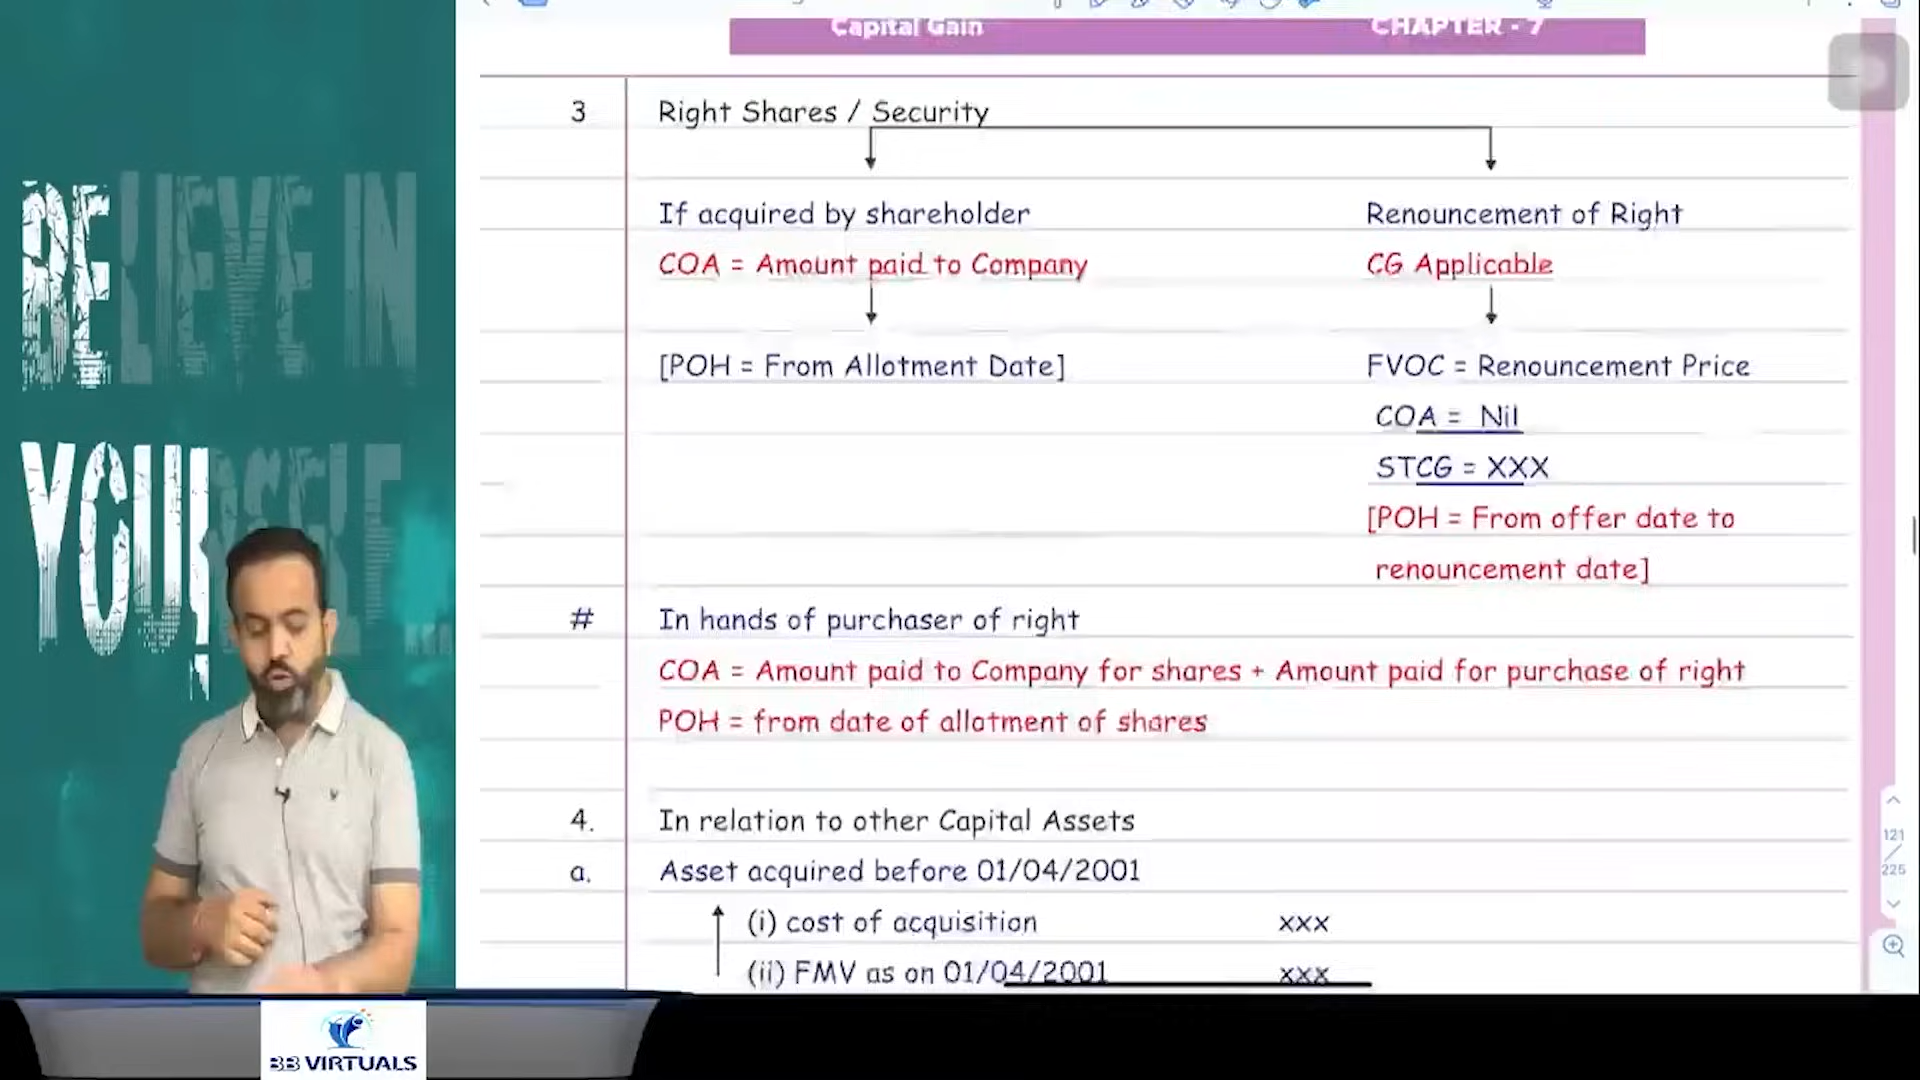 Capital Gain CHAPTER - 7
3 Right Shares / Security
If acquired by shareholder Renouncement of Right
COA = Amount paid to Company CG Applicable
[POH = From Allotment Date] FVOC = Renouncement Price
COA = Nil
STCG = XXX
[POH = From offer date to
renouncement date]
# In hands of purchaser of right
COA = Amount paid to Company for shares + Amount paid for purchase of right
POH = from date of allotment of shares
4. In relation to other Capital Assets
a. Asset acquired before 01/04/2001
(i) cost of acquisition xxx
(ii) FMV as on 01/04/2001 xxx
121
/
225
BELIEVE IN
YOURSELF...
BB VIRTUALS